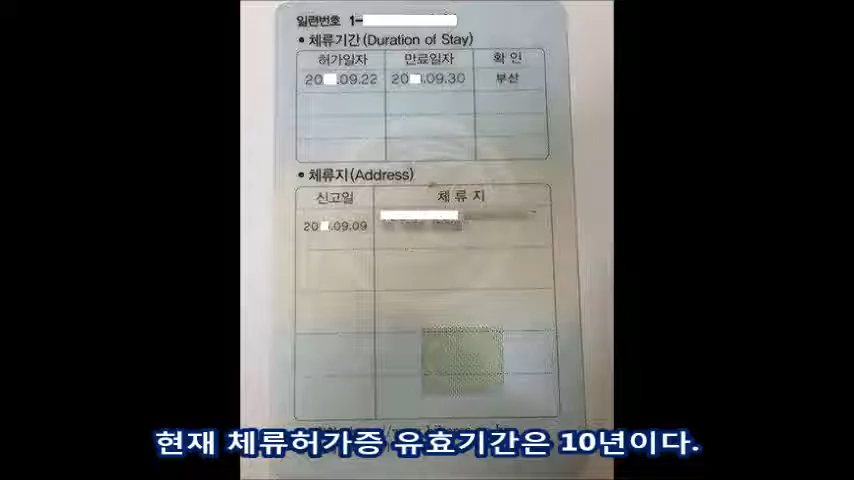 일련번호 1-
• 체류기간(Duration of Stay)
허가일자 만료일자 확 인
20 .09.22 20 .09.30 부산
• 체류지(Address)
신고일 체 류 지
20 .09.09
현재 체류허가증 유효기간은 10년이다.